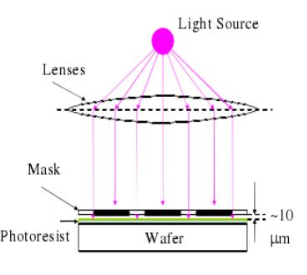 Light Source
Lenses
Mask
~10
Photoresist
Wafer
μm